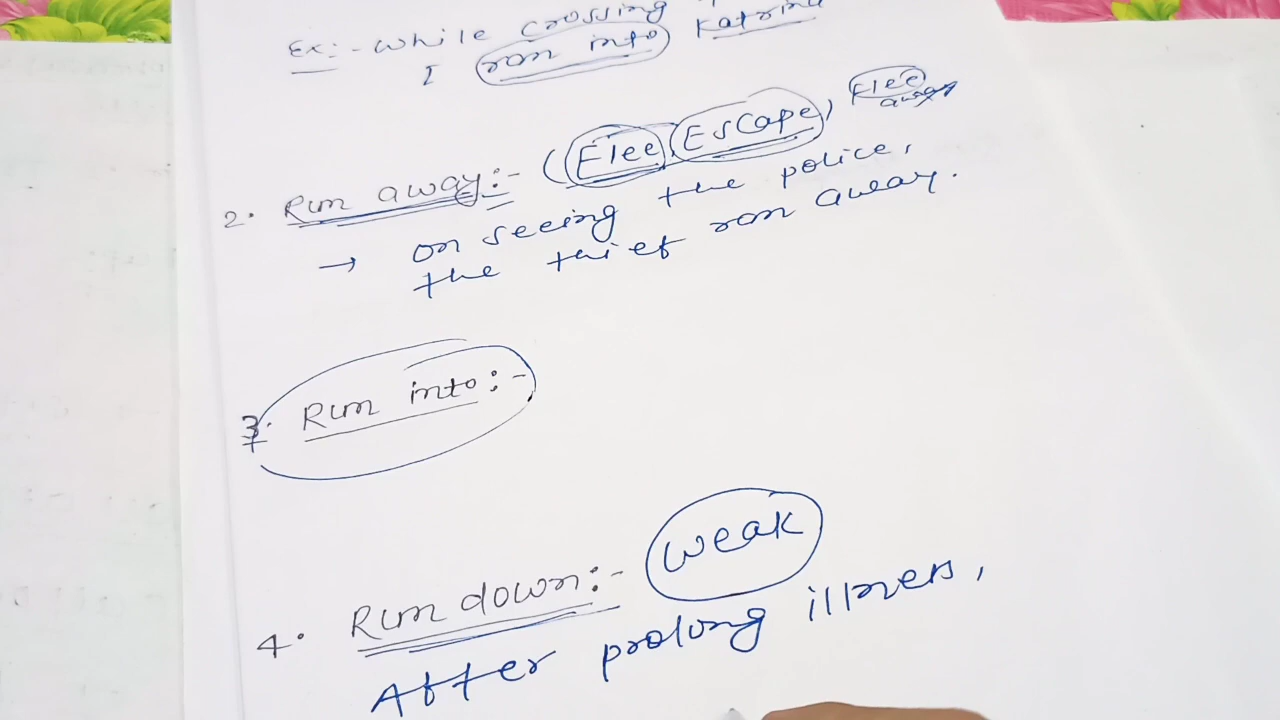 Ex:- while crossing
I ran into Katrina
2. Run away:- (Flee, Escape, Flee away
→ on seeing the police,
the thief ran away.
3. Run into:-
4. Run down:- weak
After prolong illness,